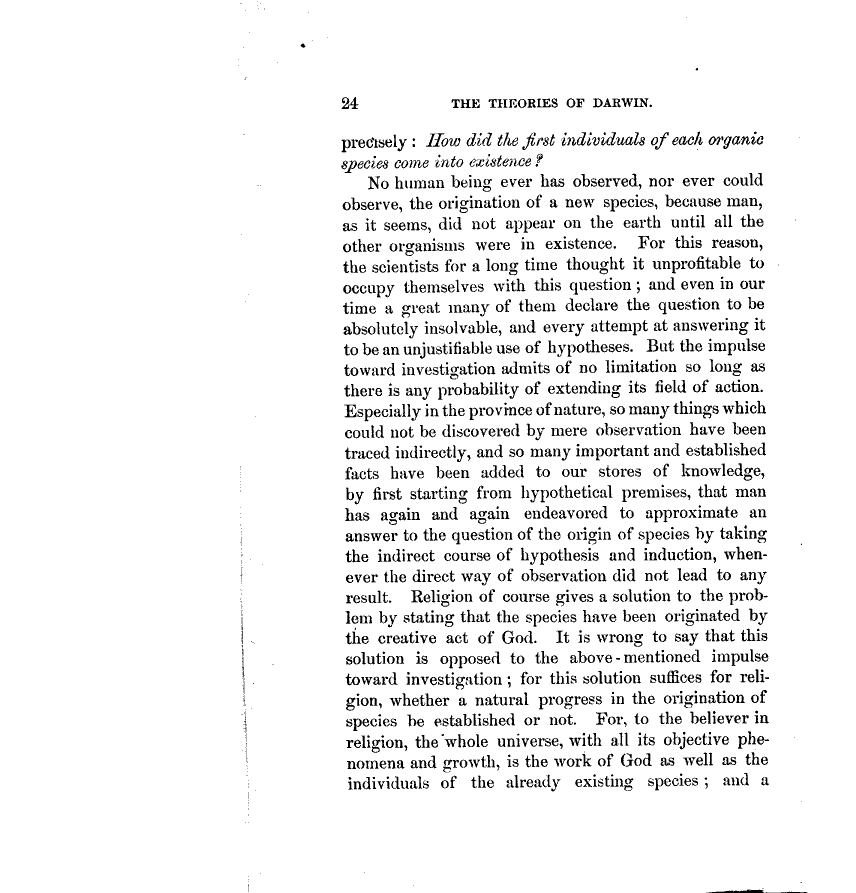 24 THE THEORIES OF DARWIN.
precisely : How did the first individuals of each organic
species come into existence ?
No human being ever has observed, nor ever could
observe, the origination of a new species, because man,
as it seems, did not appear on the earth until all the
other organisms were in existence. For this reason,
the scientists for a long time thought it unprofitable to
occupy themselves with this question ; and even in our
time a great many of them declare the question to be
absolutely insolvable, and every attempt at answering it
to be an unjustifiable use of hypotheses. But the impulse
toward investigation admits of no limitation so long as
there is any probability of extending its field of action.
Especially in the province of nature, so many things which
could not be discovered by mere observation have been
traced indirectly, and so many important and established
facts have been added to our stores of knowledge,
by first starting from hypothetical premises, that man
has again and again endeavored to approximate an
answer to the question of the origin of species by taking
the indirect course of hypothesis and induction, when-
ever the direct way of observation did not lead to any
result. Religion of course gives a solution to the prob-
lem by stating that the species have been originated by
the creative act of God. It is wrong to say that this
solution is opposed to the above-mentioned impulse
toward investigation ; for this solution suffices for reli-
gion, whether a natural progress in the origination of
species be established or not. For, to the believer in
religion, the whole universe, with all its objective phe-
nomena and growth, is the work of God as well as the
individuals of the already existing species ; and a